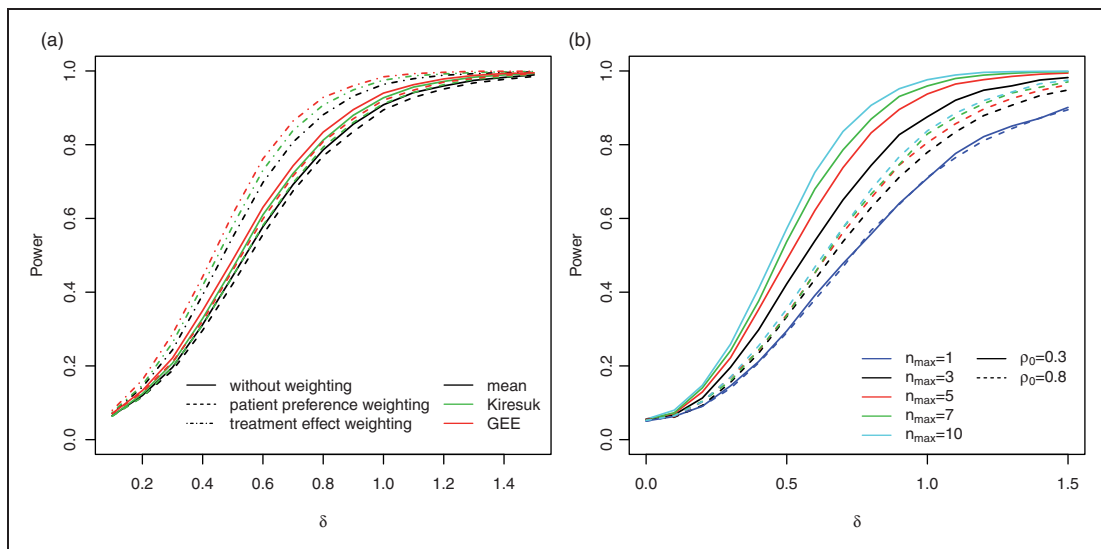 (a)
Power
0.0
0.2
0.4
0.6
0.8
1.0
0.2
0.4
0.6
0.8
1.0
1.2
1.4
δ
without weighting
patient preference weighting
treatment effect weighting
mean
Kiresuk
GEE
(b)
Power
0.0
0.2
0.4
0.6
0.8
1.0
0.0
0.5
1.0
1.5
δ
nmax=1
nmax=3
nmax=5
nmax=7
nmax=10
ρ0=0.3
ρ0=0.8